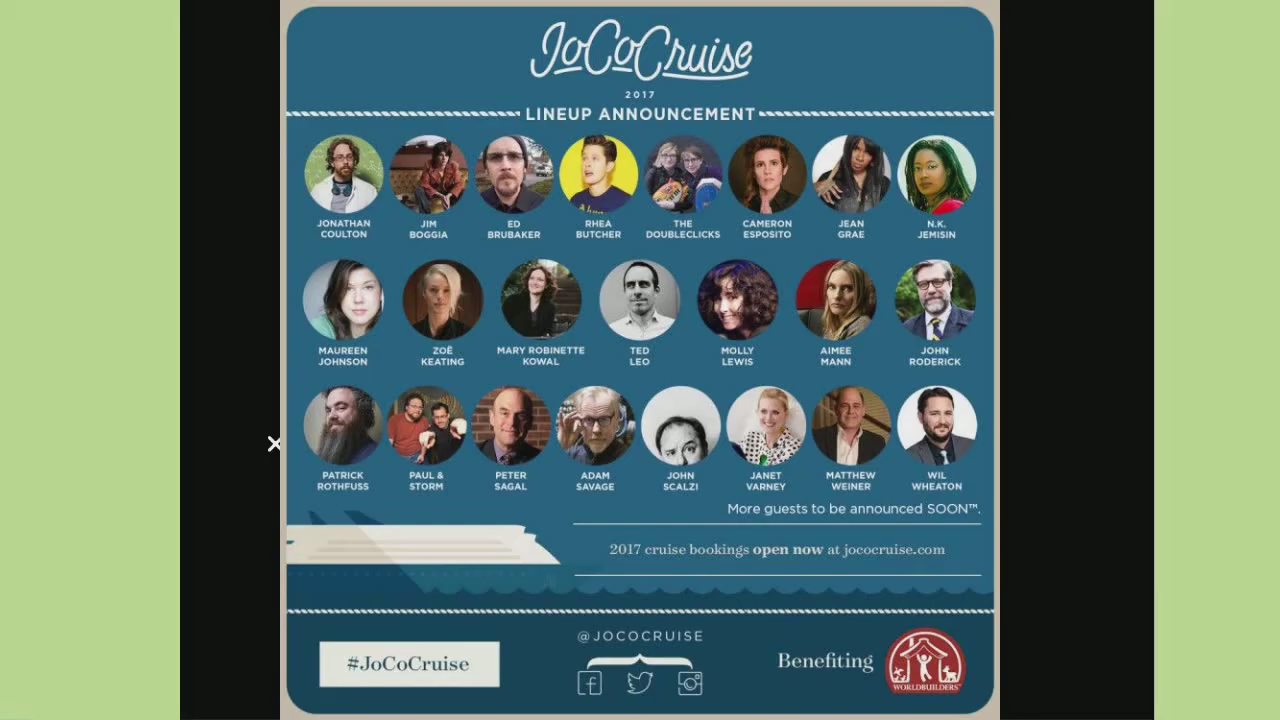 JoCoCruise
2017
LINEUP ANNOUNCEMENT
JONATHAN COULTON
JIM BOGGIA
ED BRUBAKER
RHEA BUTCHER
THE DOUBLECLICKS
CAMERON ESPOSITO
JEAN GRAE
N.K. JEMISIN
MAUREEN JOHNSON
ZOË KEATING
MARY ROBINETTE KOWAL
TED LEO
MOLLY LEWIS
AIMEE MANN
JOHN RODERICK
PATRICK ROTHFUSS
PAUL & STORM
PETER SAGAL
ADAM SAVAGE
JOHN SCALZI
JANET VARNEY
MATTHEW WEINER
WIL WHEATON
More guests to be announced SOON™.
2017 cruise bookings open now at jococruise.com
#JoCoCruise
@JOCOCRUISE
Benefiting
WORLDBUILDERS™